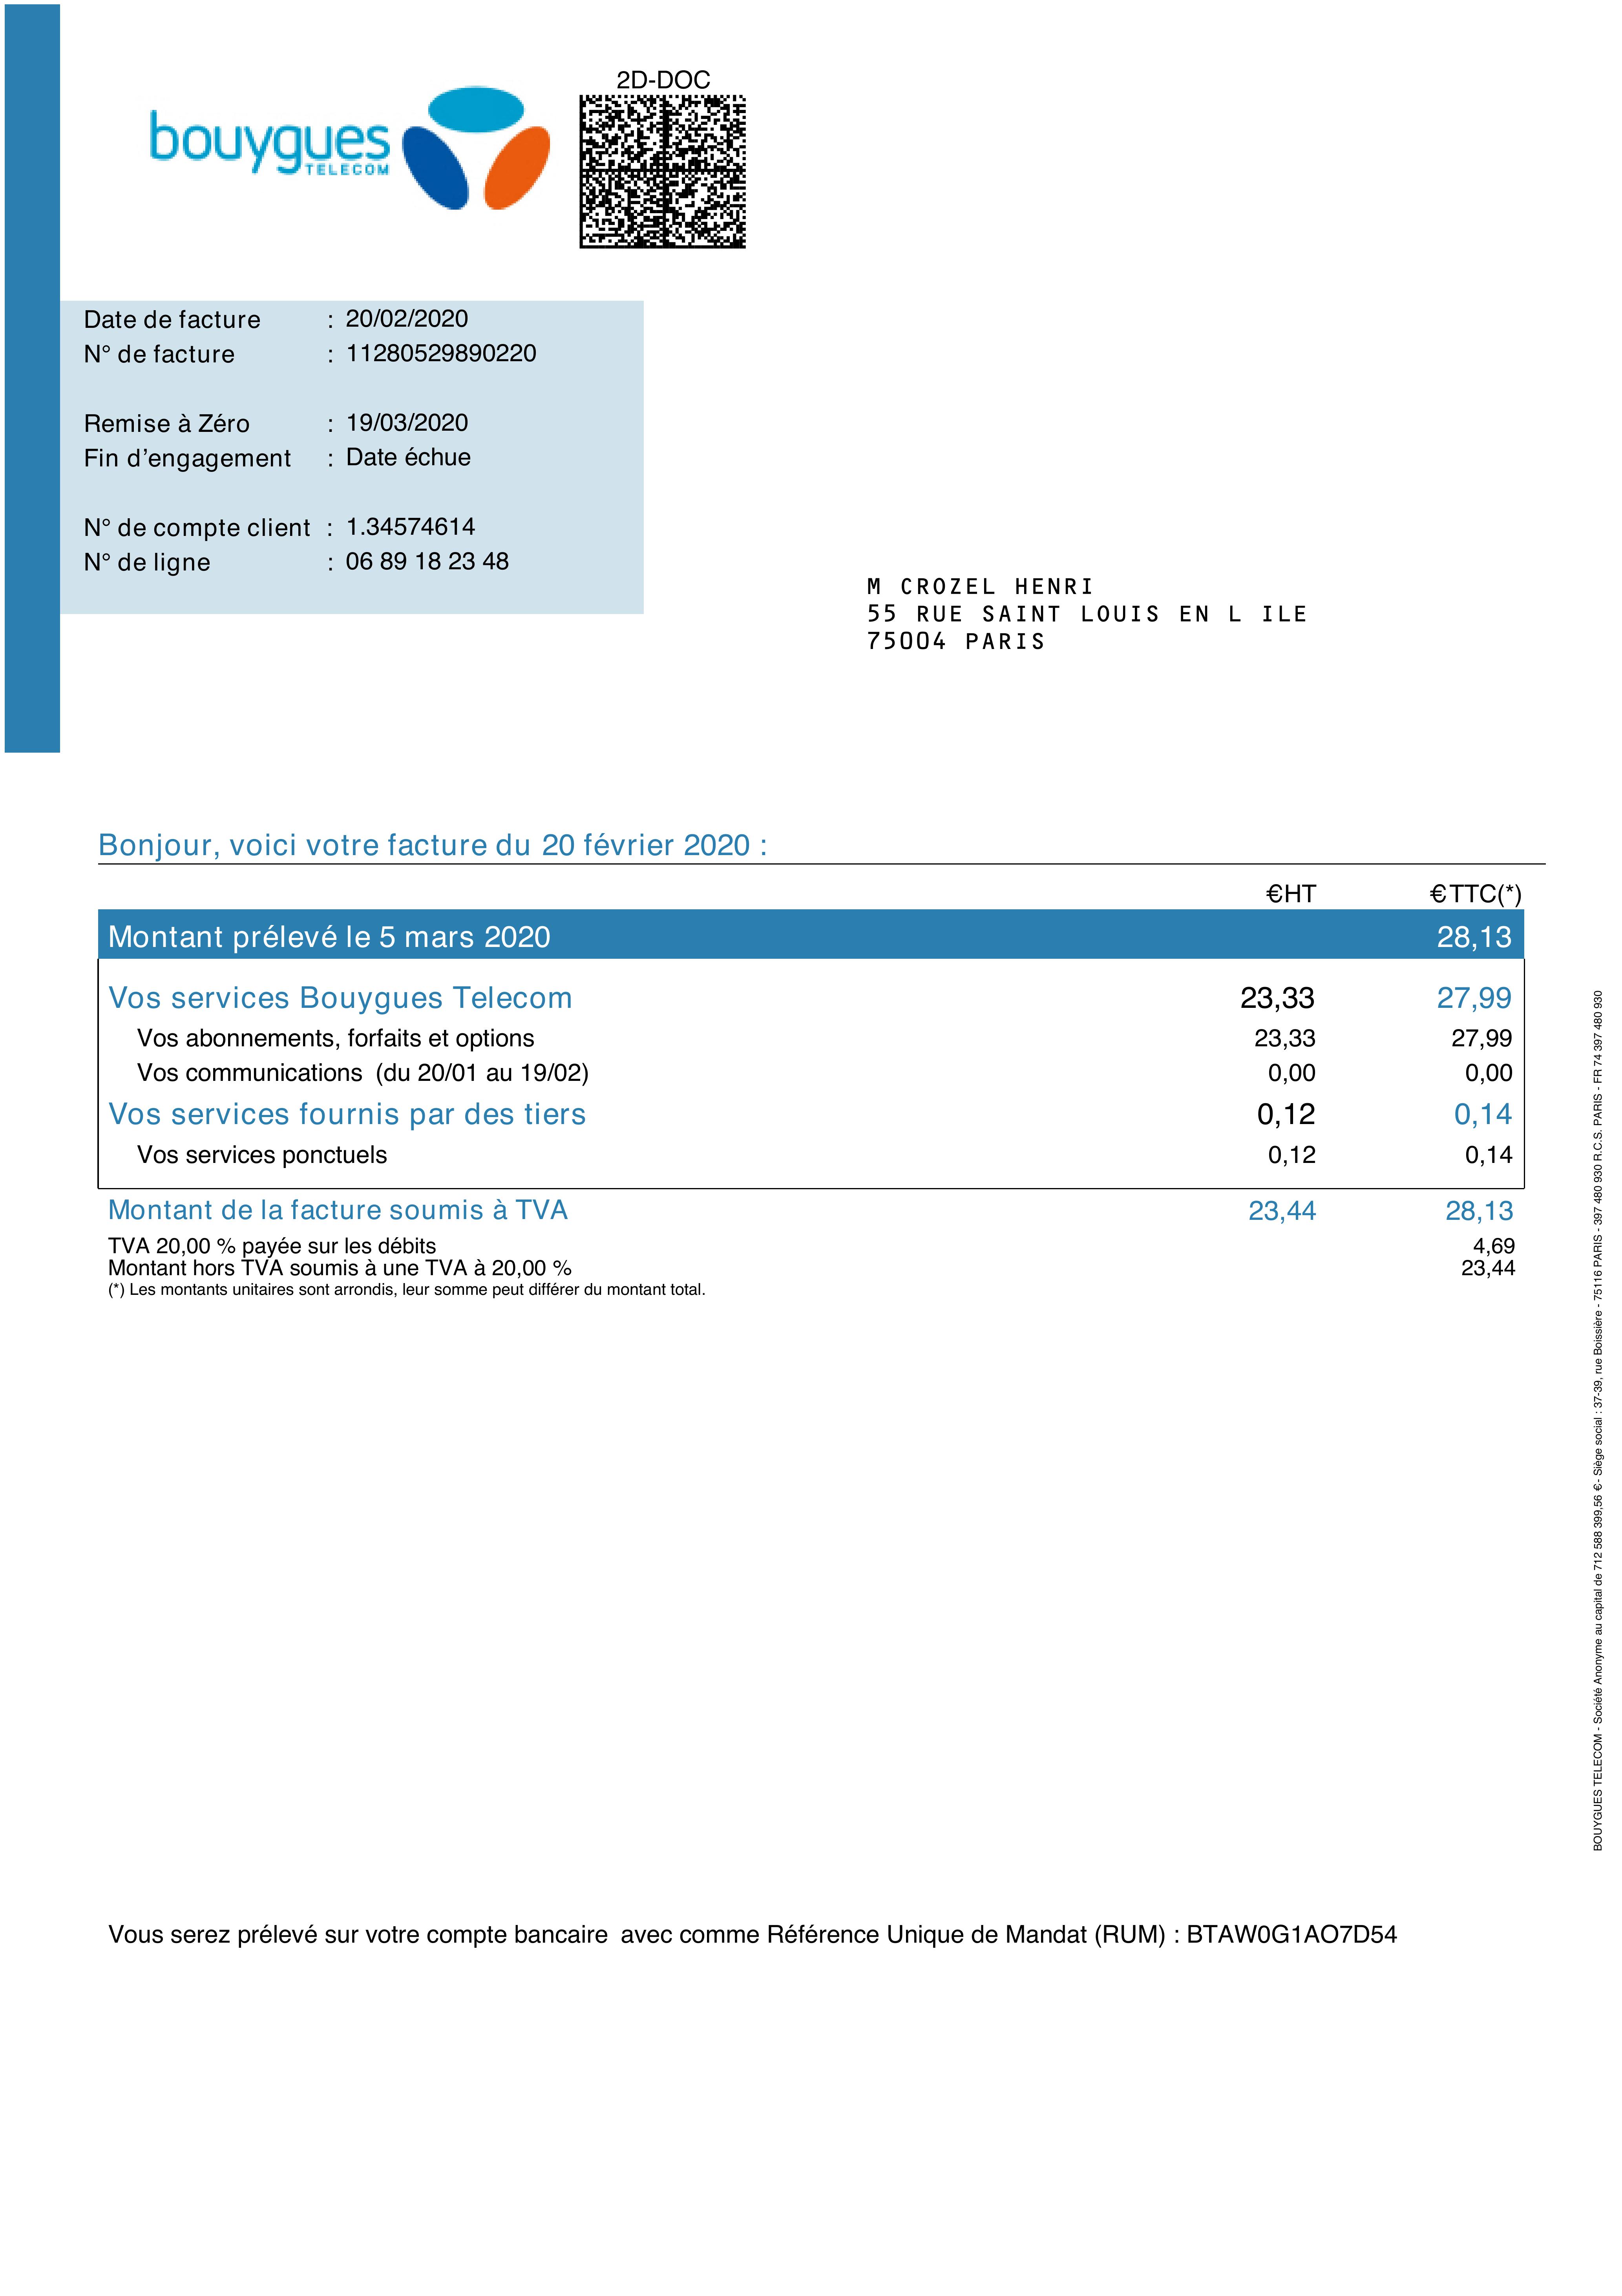 bouygues
TELECOM
2D-DOC
Date de facture : 20/02/2020
N° de facture : 11280529890220
Remise à Zéro : 19/03/2020
Fin d'engagement : Date échue
N° de compte client : 1.34574614
N° de ligne : 06 89 18 23 48
M CROZEL HENRI
55 RUE SAINT LOUIS EN L ILE
75004 PARIS
Bonjour, voici votre facture du 20 février 2020 :
€HT €TTC(*)
Montant prélevé le 5 mars 2020 28,13
Vos services Bouygues Telecom 23,33 27,99
Vos abonnements, forfaits et options 23,33 27,99
Vos communications (du 20/01 au 19/02) 0,00 0,00
Vos services fournis par des tiers 0,12 0,14
Vos services ponctuels 0,12 0,14
Montant de la facture soumis à TVA 23,44 28,13
TVA 20,00 % payée sur les débits 4,69
Montant hors TVA soumis à une TVA à 20,00 % 23,44
(*) Les montants unitaires sont arrondis, leur somme peut différer du montant total.
Vous serez prélevé sur votre compte bancaire avec comme Référence Unique de Mandat (RUM) : BTAW0G1AO7D54
BOUYGUES TELECOM - Société Anonyme au capital de 712 588 399,56 € - Siège social : 37-39, rue Boissière - 75116 PARIS - 397 480 930 R.C.S. PARIS - FR 74 397 480 930